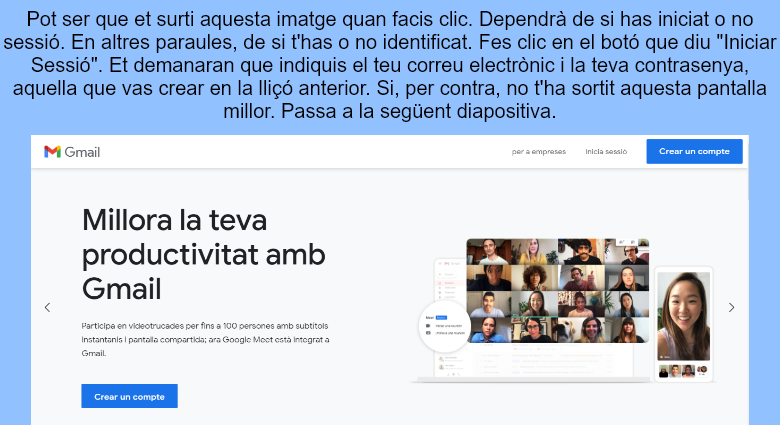 Pot ser que et surti aquesta imatge quan facis clic. Dependrà de si has iniciat o no
sessió. En altres paraules, de si t'has o no identificat. Fes clic en el botó que diu "Iniciar
Sessió". Et demanaran que indiquis el teu correu electrònic i la teva contrasenya,
aquella que vas crear en la lliçó anterior. Si, per contra, no t'ha sortit aquesta pantalla
millor. Passa a la següent diapositiva.
Gmail
per a empreses
Inicia sessió
Crear un compte
Millora la teva
productivitat amb
Gmail
Participa en videotrucades per fins a 100 persones amb subtítols
instantanis i pantalla compartida; ara Google Meet està integrat a
Gmail.
Crear un compte